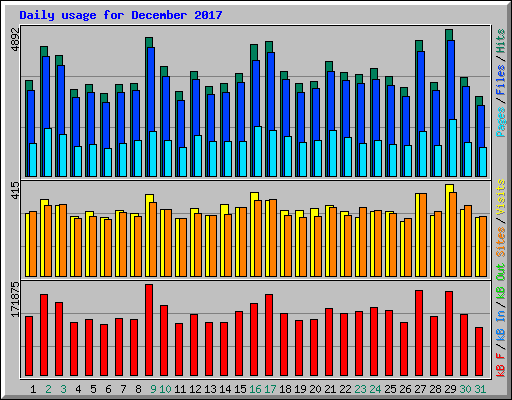 Daily usage for December 2017
4892
Pages / Files / Hits
415
Sites / Visits
171875
kB F / kB In / kB Out
1 2 3 4 5 6 7 8 9 10 11 12 13 14 15 16 17 18 19 20 21 22 23 24 25 26 27 28 29 30 31